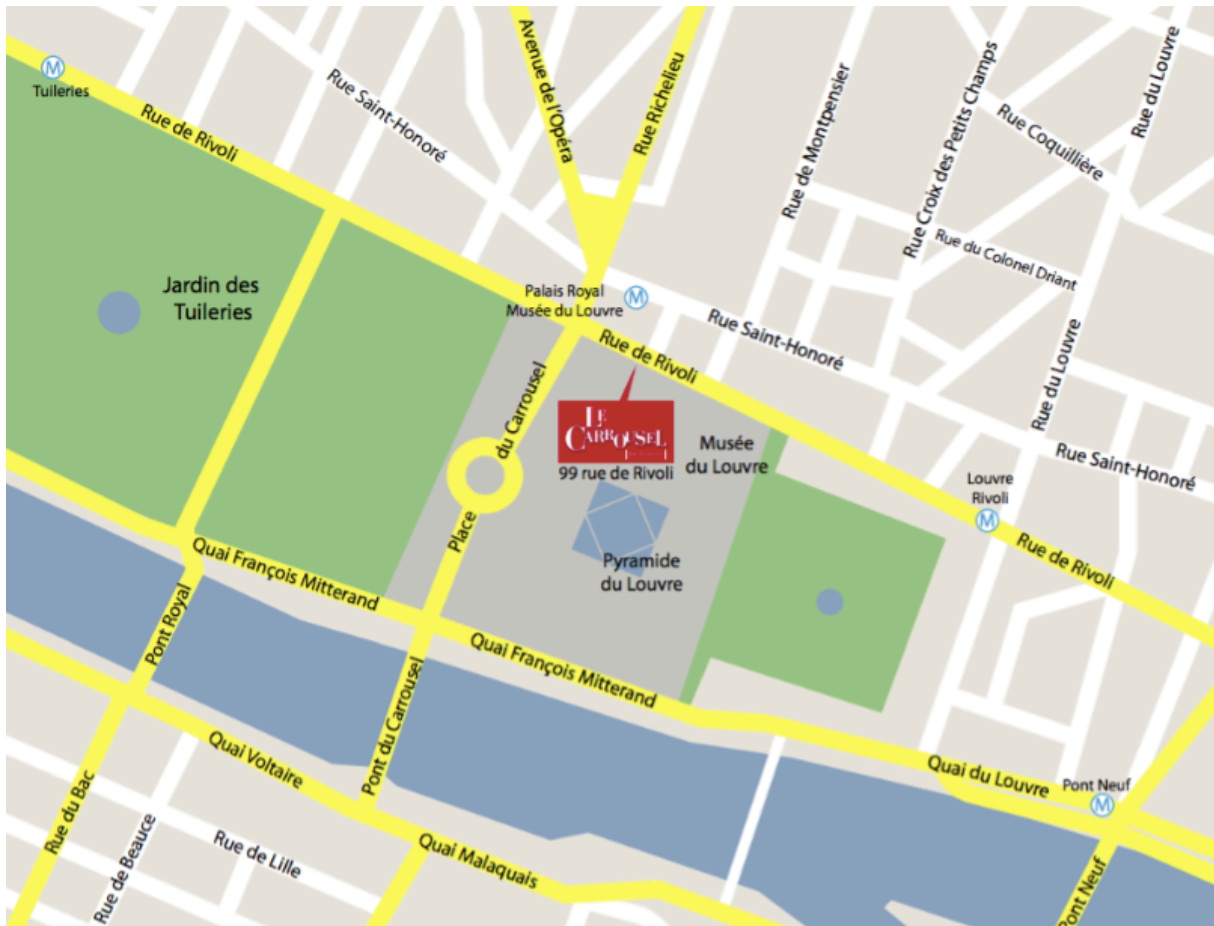 M
Tuileries
Rue de Rivoli
Rue Saint-Honoré
Avenue de l'Opéra
Rue Richelieu
Rue de Montpensier
Rue Croix des Petits Champs
Rue Coquillière
Rue du Louvre
Rue du Colonel Driant
Jardin des
Tuileries
Palais Royal
Musée du Louvre
M
Rue de Rivoli
Rue Saint-Honoré
Rue du Louvre
Rue Saint-Honoré
du Carrousel
LE
CARROUSEL
99 rue de Rivoli
Musée
du Louvre
Louvre
Rivoli
M
Rue de Rivoli
Place
Pyramide
du Louvre
Quai François Mitterand
Quai François Mitterand
Pont Royal
Pont du Carrousel
Quai Voltaire
Quai du Louvre
Pont Neuf
M
Rue du Bac
Rue de Beauce
Rue de Lille
Quai Malaquais
Pont Neuf